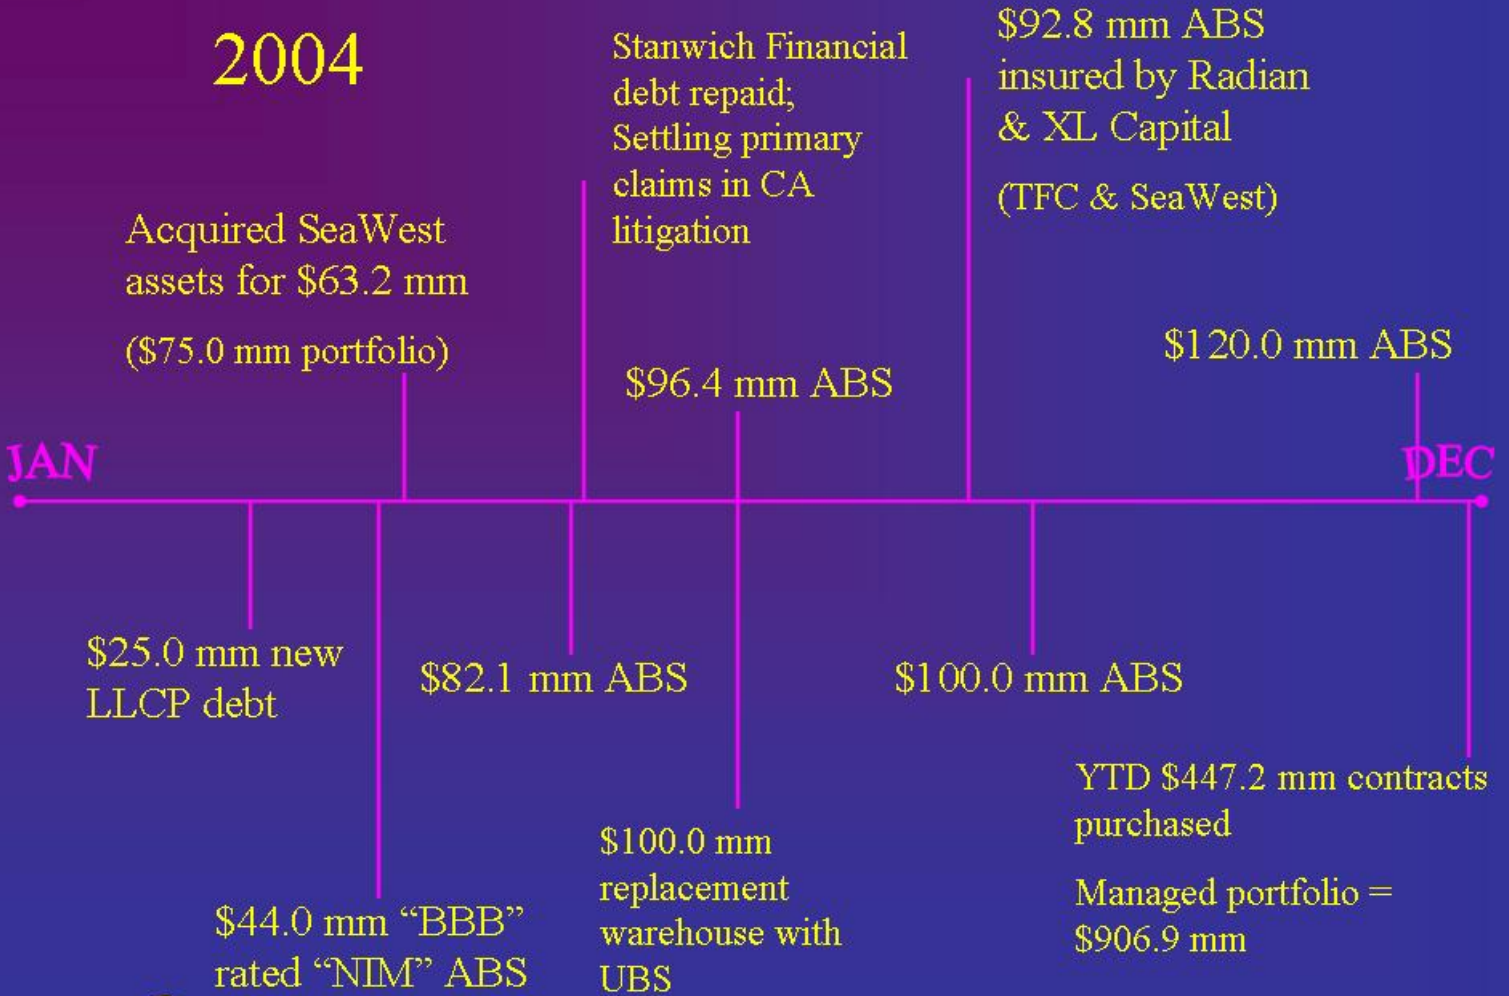 2004
Stanwich Financial
debt repaid;
Settling primary
claims in CA
litigation
$92.8 mm ABS
insured by Radian
& XL Capital
(TFC & SeaWest)
Acquired SeaWest
assets for $63.2 mm
($75.0 mm portfolio)
$96.4 mm ABS
$120.0 mm ABS
JAN
DEC
$25.0 mm new
LLCP debt
$82.1 mm ABS
$100.0 mm ABS
$44.0 mm “BBB”
rated “NIM” ABS
$100.0 mm
replacement
warehouse with
UBS
YTD $447.2 mm contracts
purchased
Managed portfolio =
$906.9 mm